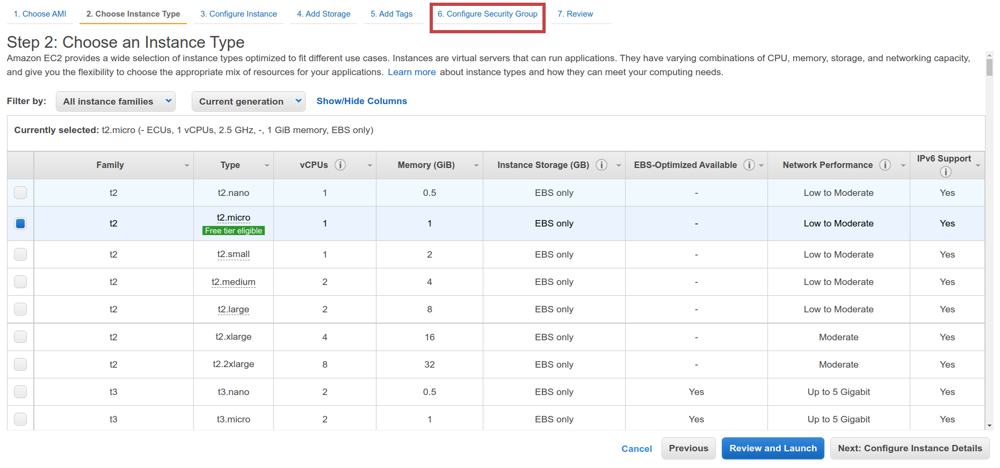 1. Choose AMI 2. Choose Instance Type 3. Configure Instance 4. Add Storage 5. Add Tags 6. Configure Security Group 7. Review
Step 2: Choose an Instance Type
Amazon EC2 provides a wide selection of instance types optimized to fit different use cases. Instances are virtual servers that can run applications. They have varying combinations of CPU, memory, storage, and networking capacity,
and give you the flexibility to choose the appropriate mix of resources for your applications. Learn more about instance types and how they can meet your computing needs.
Filter by: All instance families Current generation Show/Hide Columns
Currently selected: t2.micro (- ECUs, 1 vCPUs, 2.5 GHz, -, 1 GiB memory, EBS only)
Family Type vCPUs i Memory (GiB) Instance Storage (GB) i EBS-Optimized Available i Network Performance i IPv6 Support i
t2 t2.nano 1 0.5 EBS only - Low to Moderate Yes
t2 t2.micro 1 1 EBS only - Low to Moderate Yes
Free tier eligible
t2 t2.small 1 2 EBS only - Low to Moderate Yes
t2 t2.medium 2 4 EBS only - Low to Moderate Yes
t2 t2.large 2 8 EBS only - Low to Moderate Yes
t2 t2.xlarge 4 16 EBS only - Moderate Yes
t2 t2.2xlarge 8 32 EBS only - Moderate Yes
t3 t3.nano 2 0.5 EBS only Yes Up to 5 Gigabit Yes
t3 t3.micro 2 1 EBS only Yes Up to 5 Gigabit Yes
Cancel Previous Review and Launch Next: Configure Instance Details